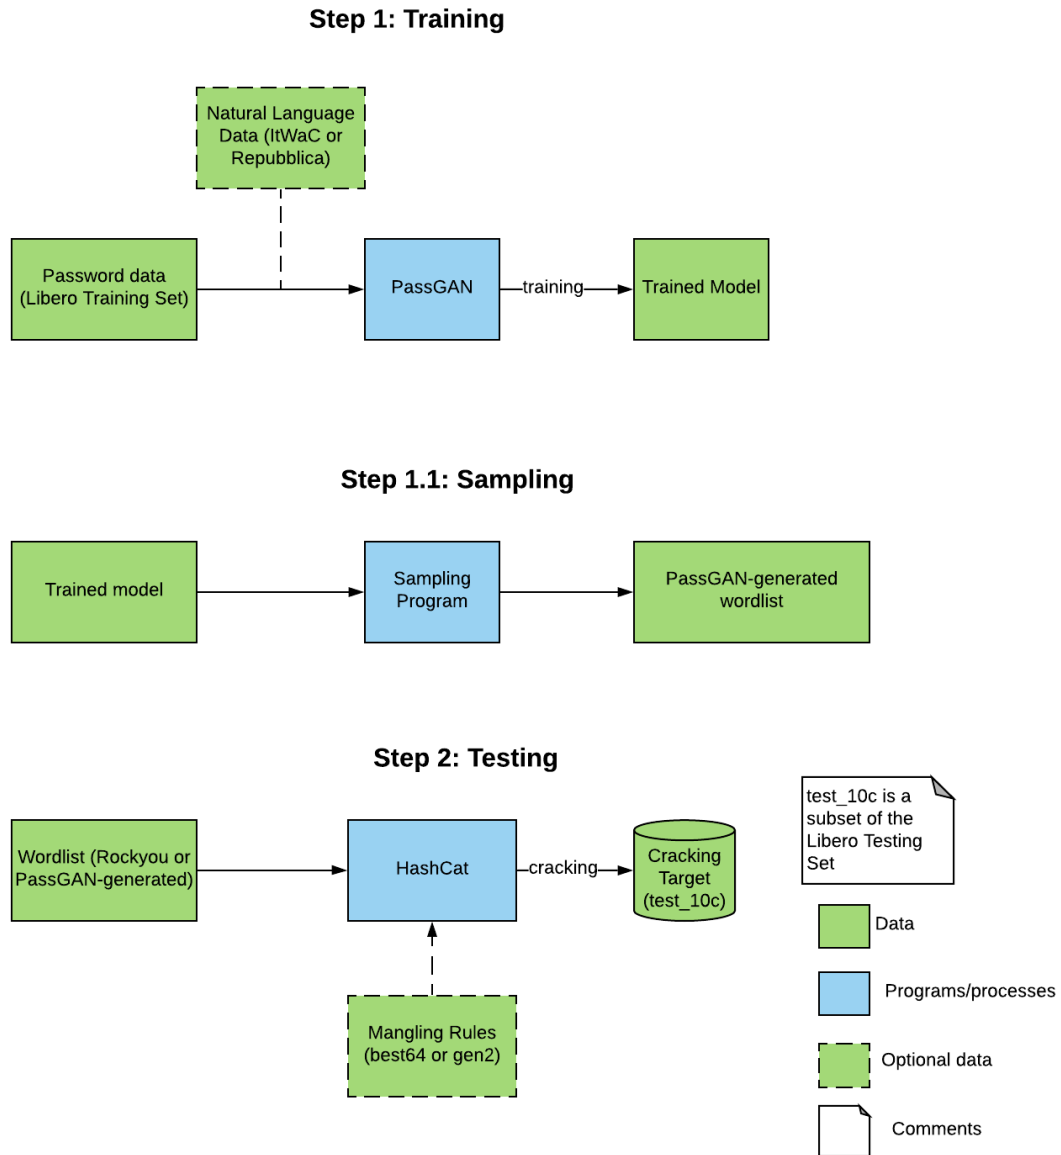 Step 1: Training
Natural Language
Data (ItWaC or
Repubblica)
Password data
(Libero Training Set)
PassGAN
training
Trained Model
Step 1.1: Sampling
Trained model
Sampling
Program
PassGAN-generated
wordlist
Step 2: Testing
Wordlist (Rockyou or
PassGAN-generated)
HashCat
cracking
Cracking
Target
(test_10c)
Mangling Rules
(best64 or gen2)
test_10c is a
subset of the
Libero Testing
Set
Data
Programs/processes
Optional data
Comments